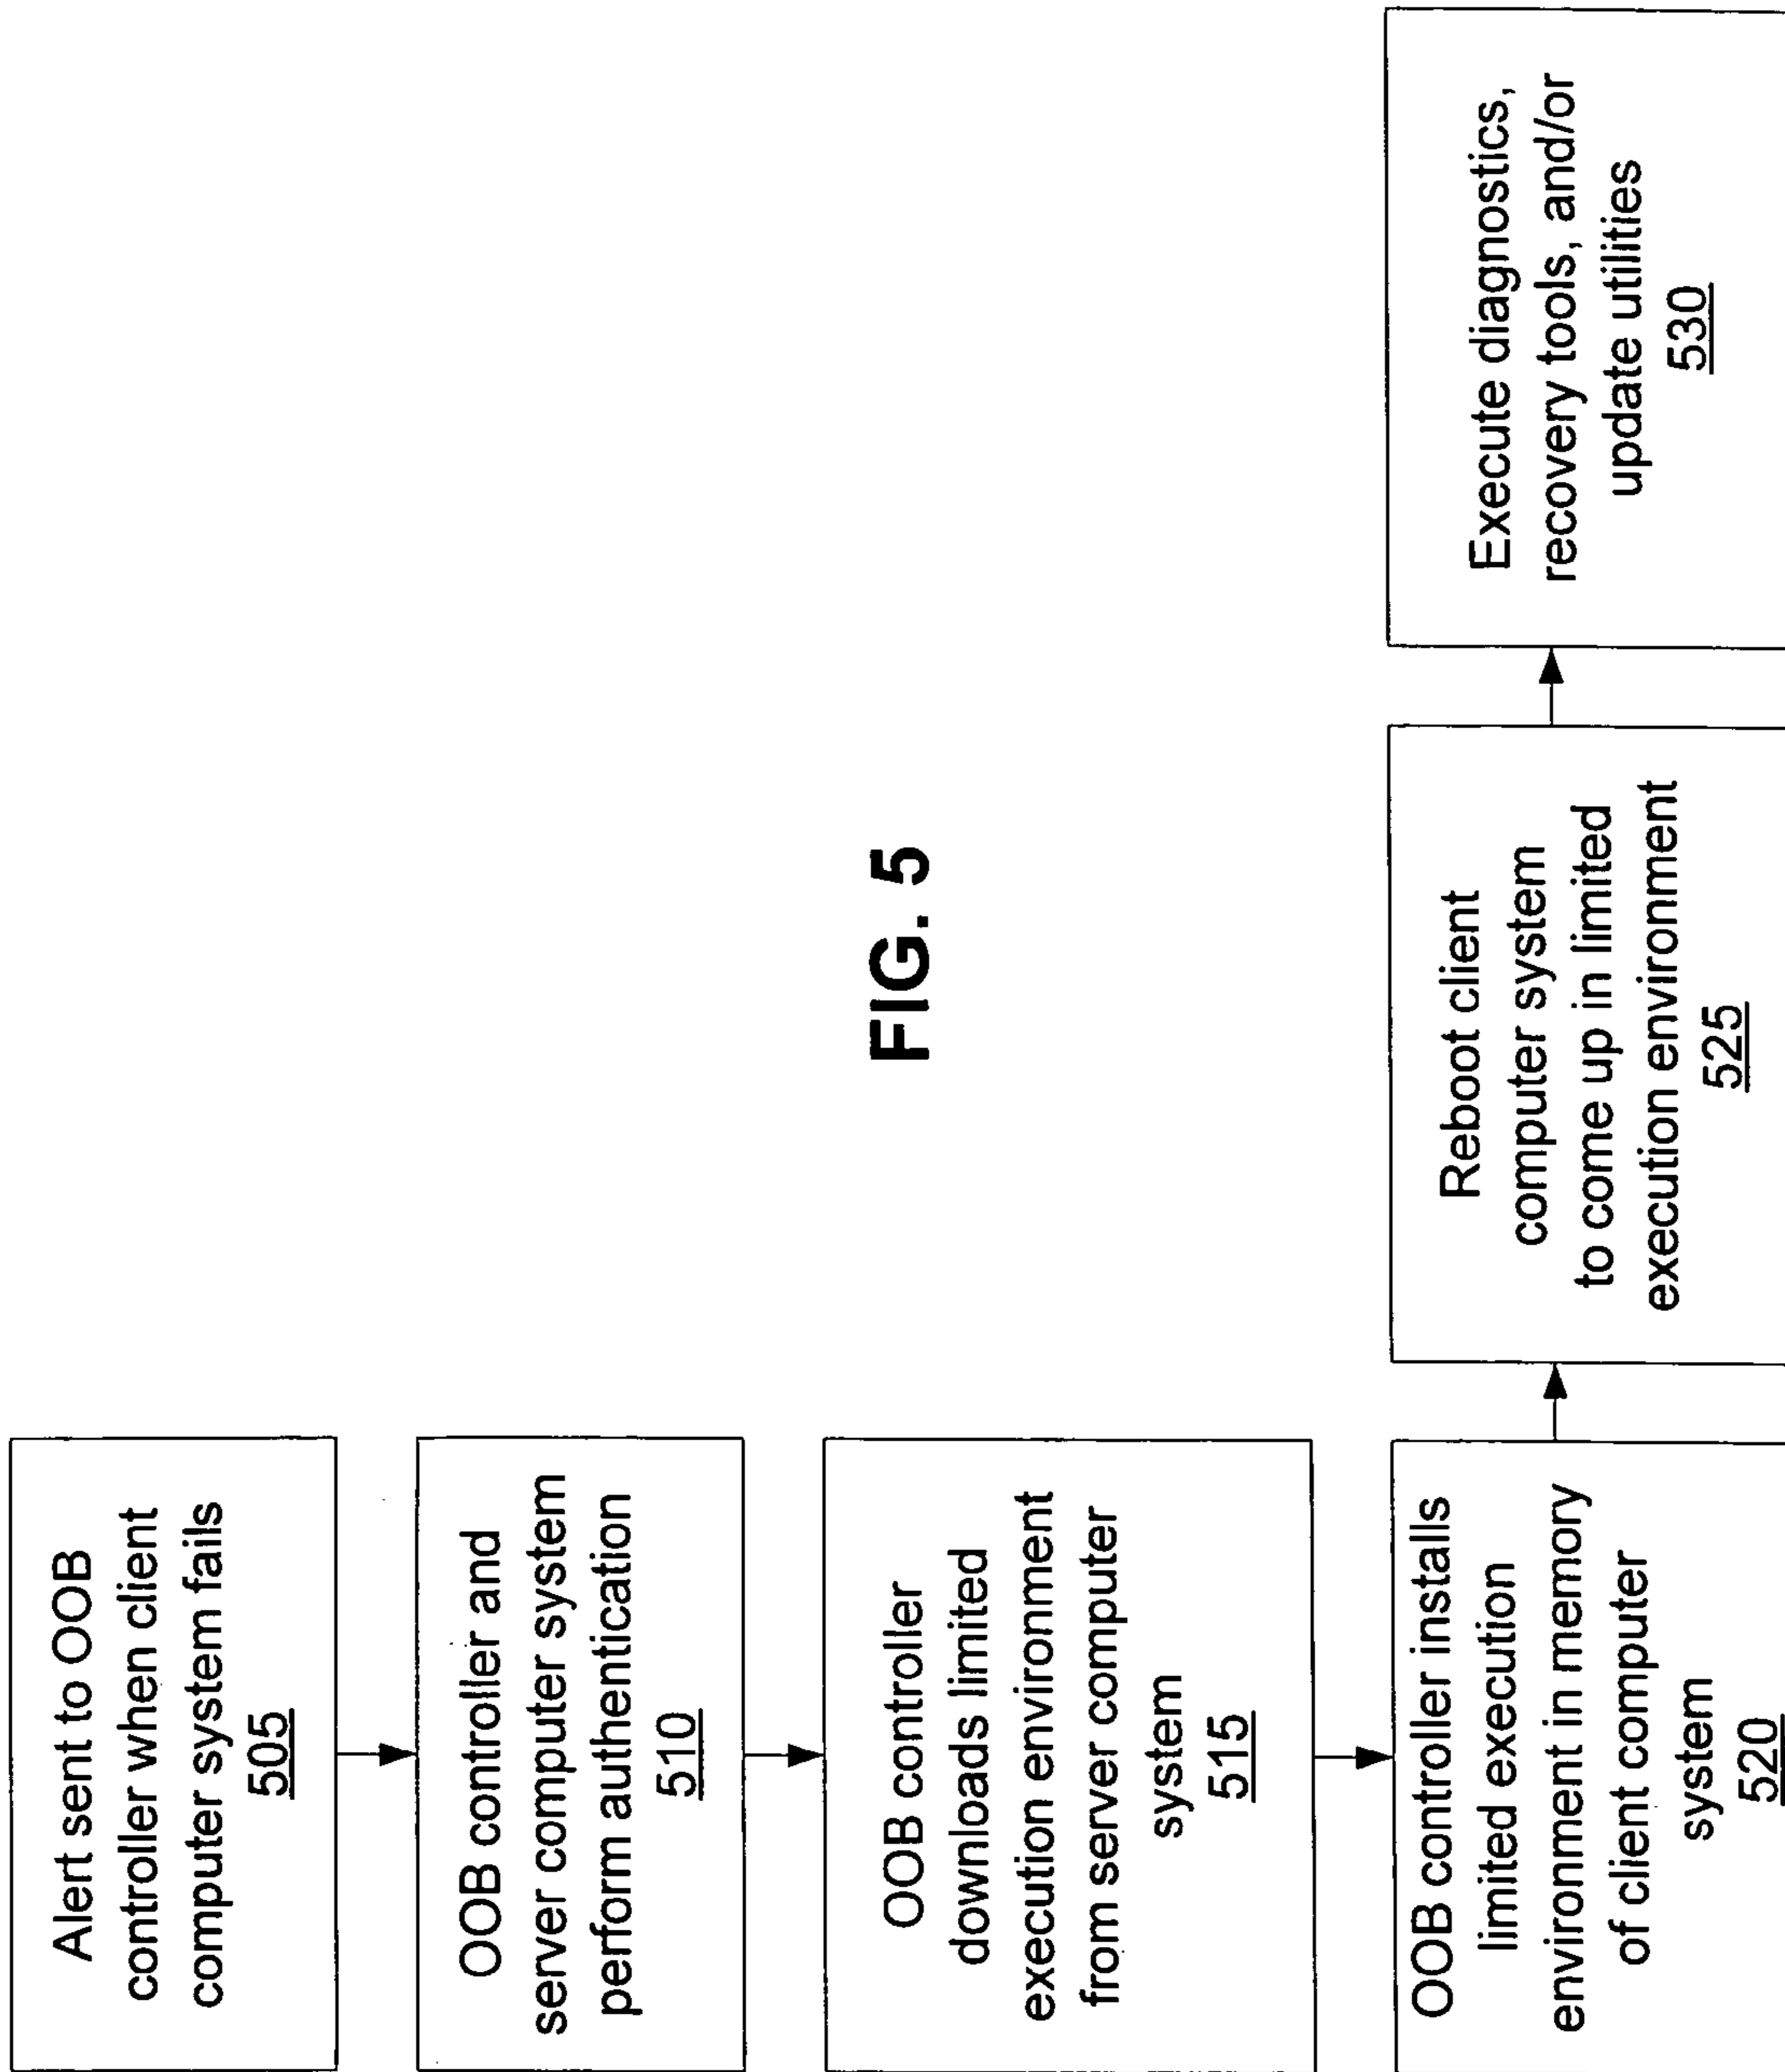 Alert sent to OOB
controller when client
computer system fails
505
OOB controller and
server computer system
perform authentication
510
OOB controller
downloads limited
execution environment
from server computer
system
515
OOB controller installs
limited execution
environment in memory
of client computer
system
520
Reboot client
computer system
to come up in limited
execution environment
525
Execute diagnostics,
recovery tools, and/or
update utilities
530
FIG. 5